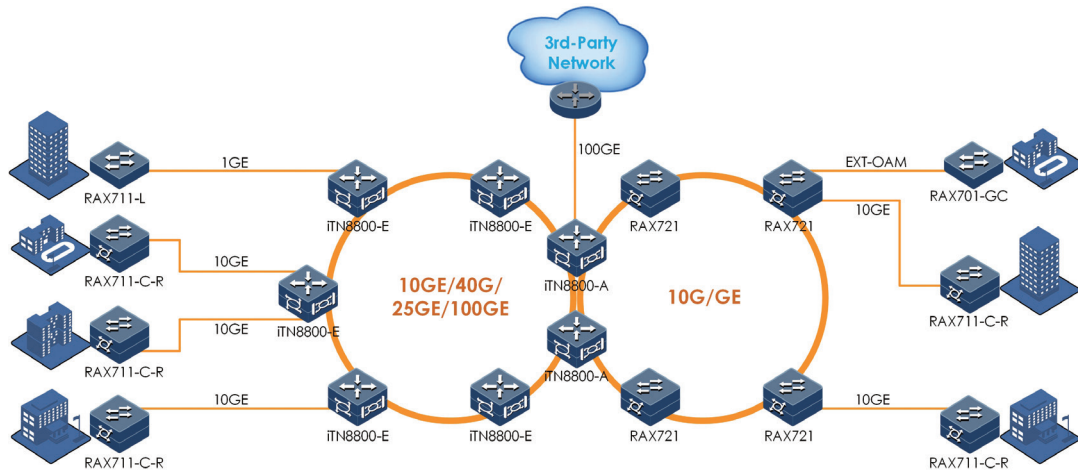 3rd-Party
Network
100GE
1GE
RAX711-L
iTN8800-E
iTN8800-E
RAX721
RAX721
EXT-OAM
RAX701-GC
10GE
RAX711-C-R
10GE
iTN8800-E
10GE
RAX711-C-R
10GE/40G/
25GE/100GE
iTN8800-A
iTN8800-A
10G/GE
10GE
RAX711-C-R
10GE
RAX711-C-R
iTN8800-E
iTN8800-E
RAX721
RAX721
10GE
RAX711-C-R